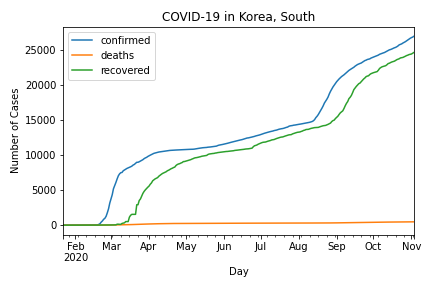 COVID-19 in Korea, South
confirmed
deaths
recovered
Number of Cases
25000
20000
15000
10000
5000
0
Feb Mar Apr May Jun Jul Aug Sep Oct Nov
2020
Day